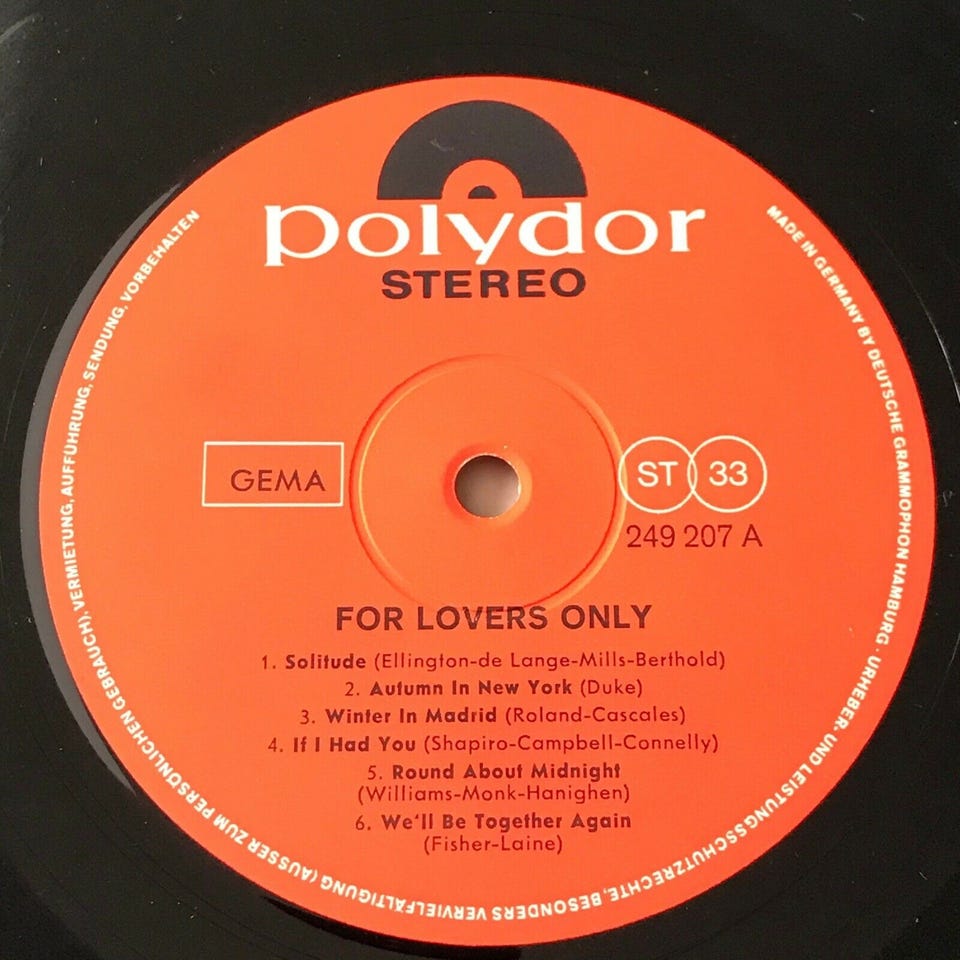 polydor
STEREO
GEMA
ST 33
249 207 A
FOR LOVERS ONLY
1. Solitude (Ellington-de Lange-Mills-Berthold)
2. Autumn In New York (Duke)
3. Winter In Madrid (Roland-Cascales)
4. If I Had You (Shapiro-Campbell-Connelly)
5. Round About Midnight
(Williams-Monk-Hanighen)
6. We'll Be Together Again
(Fisher-Laine)
MADE IN GERMANY BY DEUTSCHE GRAMMOPHON HAMBURG · URHEBER- UND LEISTUNGSSCHUTZRECHTE, BESONDERS VERVIELFÄLTIGUNG (AUSSER ZUM PERSÖNLICHEN GEBRAUCH), VERMIETUNG, AUFFÜHRUNG, SENDUNG, VORBEHALTEN